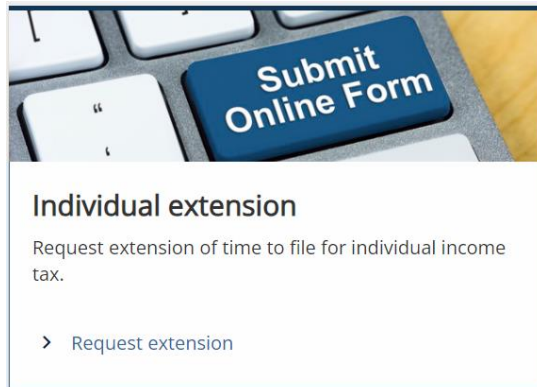 [
"
'
Submit
Online Form
Individual extension
Request extension of time to file for individual income
tax.
Request extension